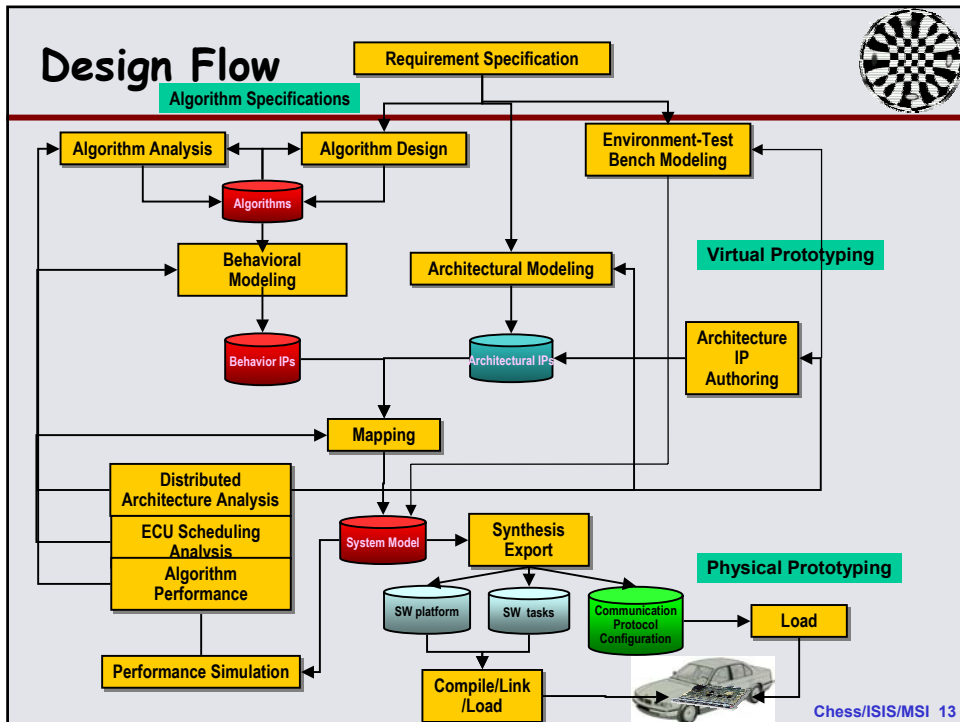 Design Flow
Requirement Specification
Algorithm Specifications
Algorithm Analysis
Algorithm Design
Environment-Test
Bench Modeling
Algorithms
Behavioral
Modeling
Architectural Modeling
Virtual Prototyping
Behavior IPs
Architectural IPs
Architecture
IP
Authoring
Mapping
Distributed
Architecture Analysis
ECU Scheduling
Analysis
Algorithm
Performance
System Model
Synthesis
Export
Physical Prototyping
SW platform
SW tasks
Communication
Protocol
Configuration
Load
Performance Simulation
Compile/Link
/Load
Chess/ISIS/MSI 13